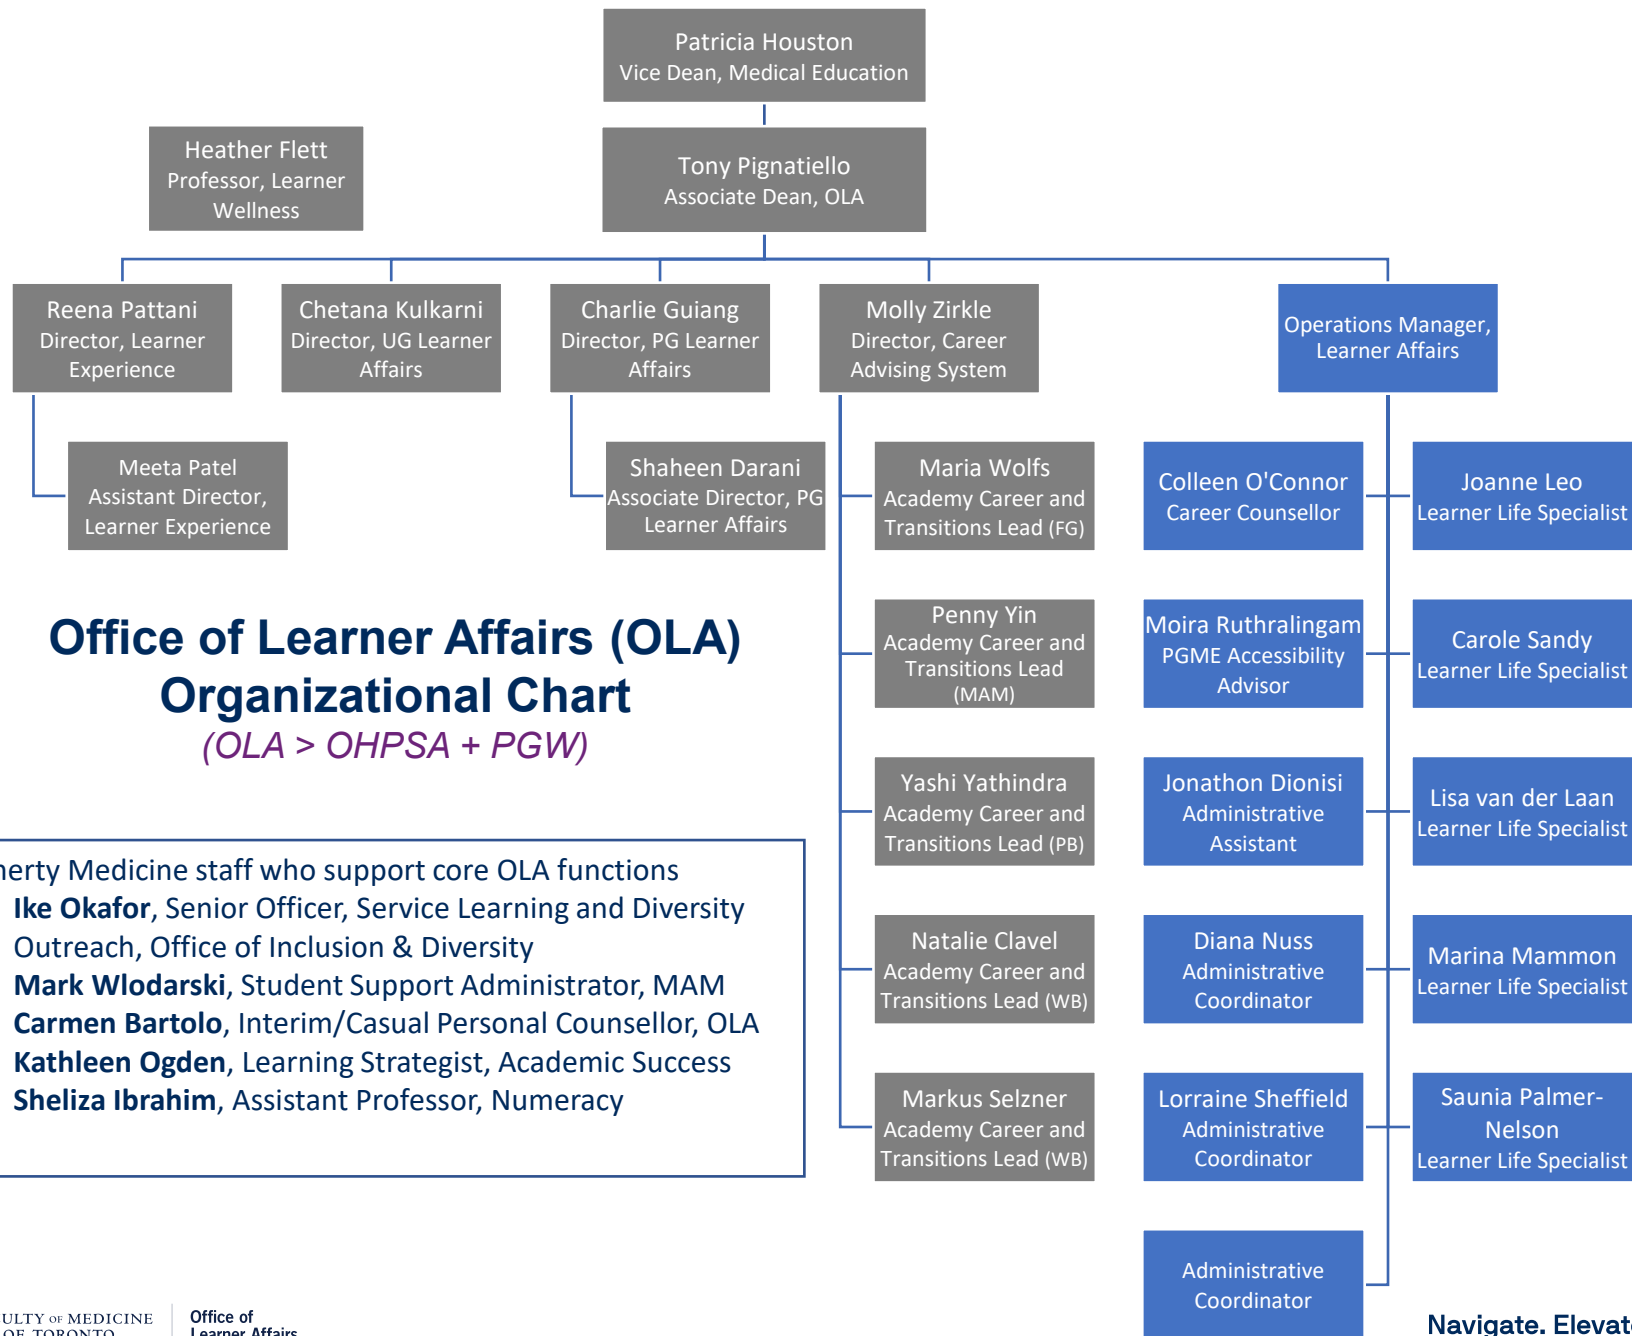 Patricia Houston
Vice Dean, Medical Education
Heather Flett
Professor, Learner
Wellness
Tony Pignatiello
Associate Dean, OLA
Reena Pattani
Director, Learner
Experience
Chetana Kulkarni
Director, UG Learner
Affairs
Charlie Guiang
Director, PG Learner
Affairs
Molly Zirkle
Director, Career
Advising System
Operations Manager,
Learner Affairs
Meeta Patel
Assistant Director,
Learner Experience
Shaheen Darani
Associate Director, PG
Learner Affairs
Maria Wolfs
Academy Career and
Transitions Lead (FG)
Colleen O'Connor
Career Counsellor
Joanne Leo
Learner Life Specialist
Office of Learner Affairs (OLA)
Organizational Chart
(OLA > OHPSA + PGW)
Penny Yin
Academy Career and
Transitions Lead
(MAM)
Moira Ruthralingam
PGME Accessibility
Advisor
Carole Sandy
Learner Life Specialist
Yashi Yathindra
Academy Career and
Transitions Lead (PB)
Jonathon Dionisi
Administrative
Assistant
Lisa van der Laan
Learner Life Specialist
Medicine staff who support core OLA functions
Ike Okafor, Senior Officer, Service Learning and Diversity
Outreach, Office of Inclusion & Diversity
Mark Wlodarski, Student Support Administrator, MAM
Carmen Bartolo, Interim/Casual Personal Counsellor, OLA
Kathleen Ogden, Learning Strategist, Academic Success
Sheliza Ibrahim, Assistant Professor, Numeracy
Natalie Clavel
Academy Career and
Transitions Lead (WB)
Diana Nuss
Administrative
Coordinator
Marina Mammon
Learner Life Specialist
Markus Selzner
Academy Career and
Transitions Lead (WB)
Lorraine Sheffield
Administrative
Coordinator
Saunia Palmer-
Nelson
Learner Life Specialist
Administrative
Coordinator
OF MEDICINE
OF TORONTO
Office of
Learner Affairs
Navigate. Elevate